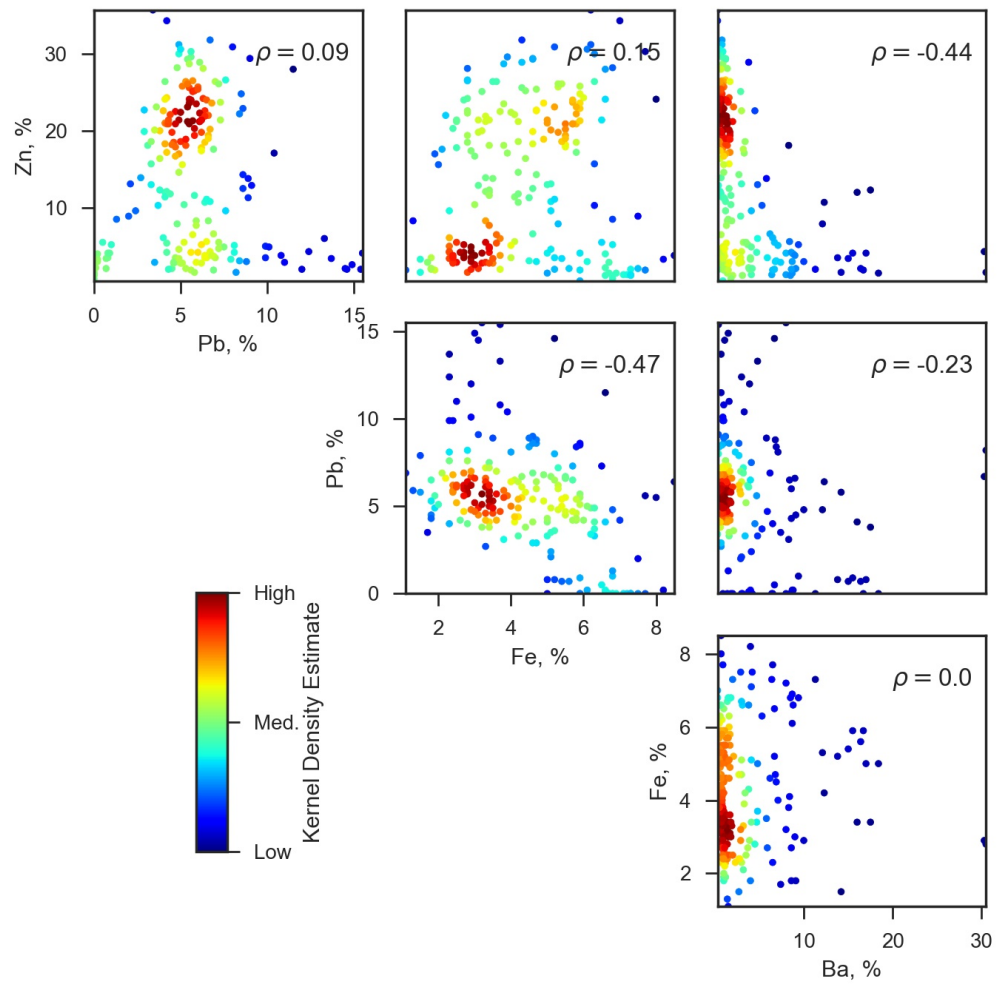 ρ = 0.09
ρ = 0.15
ρ = -0.44
Zn, %
30
20
10
0
5
10
15
Pb, %
ρ = -0.47
ρ = -0.23
Pb, %
15
10
5
0
2
4
6
8
Fe, %
High
Med.
Low
Kernel Density Estimate
ρ = 0.0
Fe, %
8
6
4
2
10
20
30
Ba, %